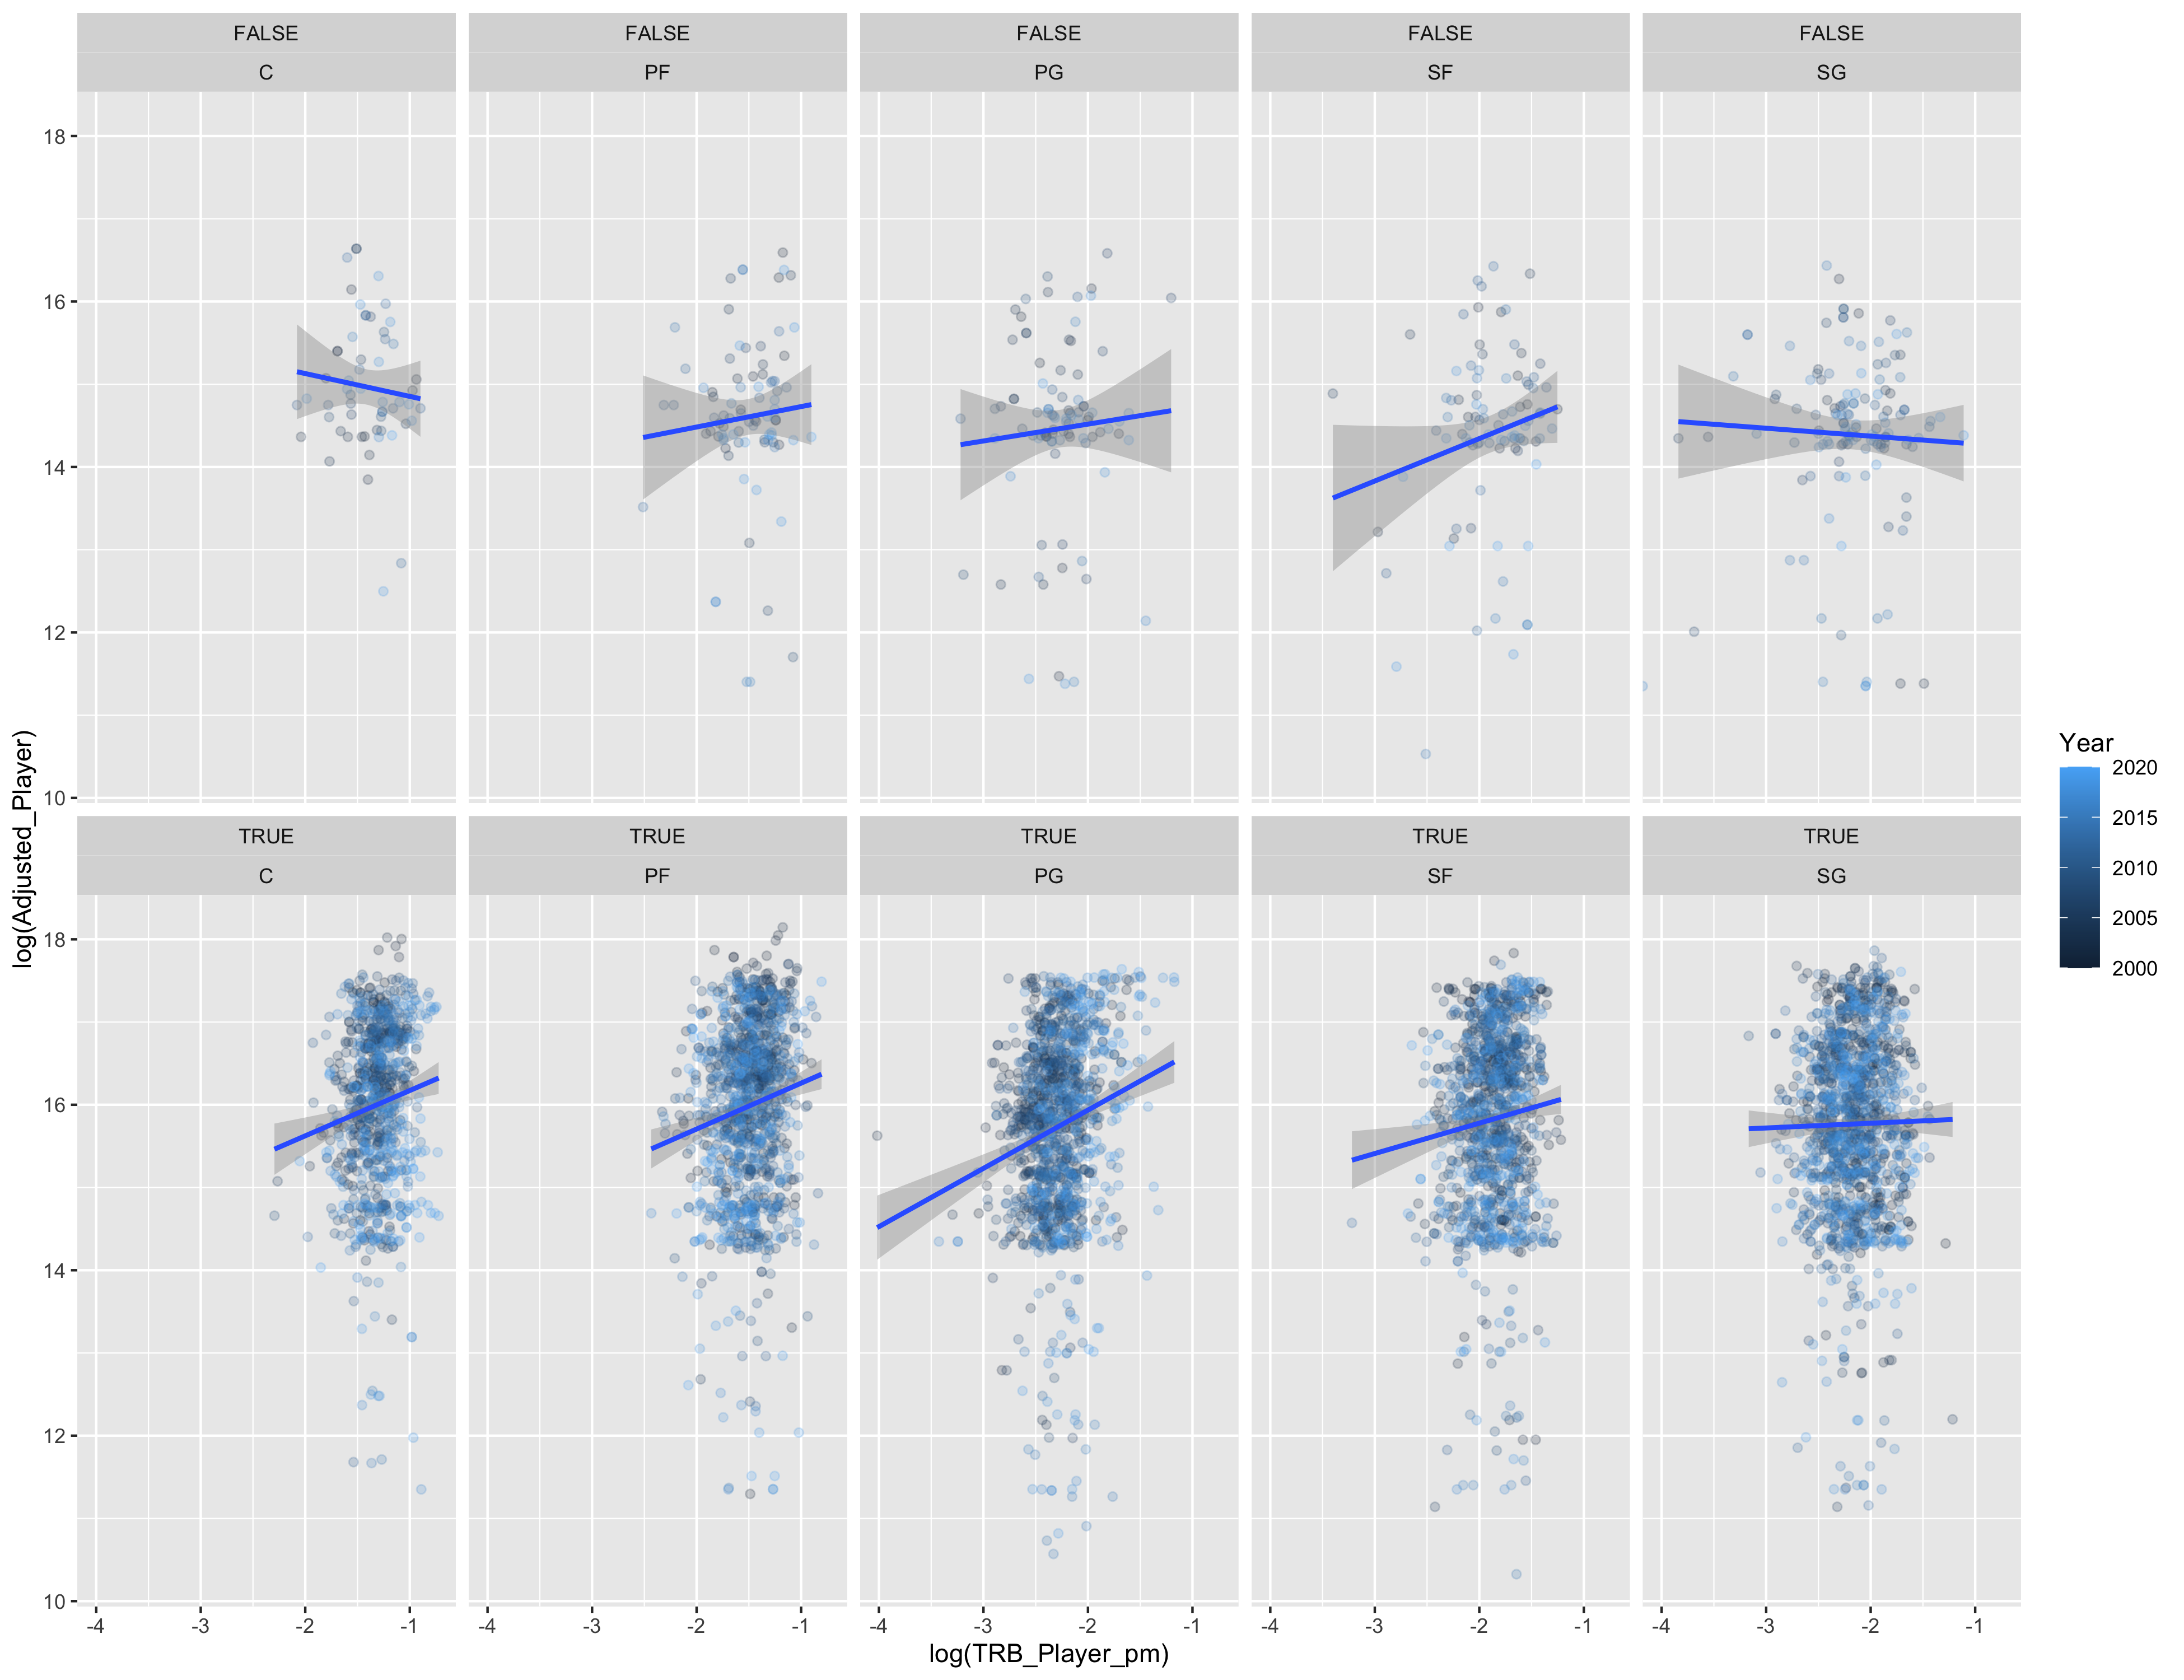 FALSE FALSE FALSE FALSE FALSE
C PF PG SF SG
18
16
14
12
10
log(Adjusted_Player)
TRUE TRUE TRUE TRUE TRUE
C PF PG SF SG
18
16
14
12
10
-4 -3 -2 -1 -4 -3 -2 -1 -4 -3 -2 -1 -4 -3 -2 -1 -4 -3 -2 -1
log(TRB_Player_pm)
Year
2020
2015
2010
2005
2000